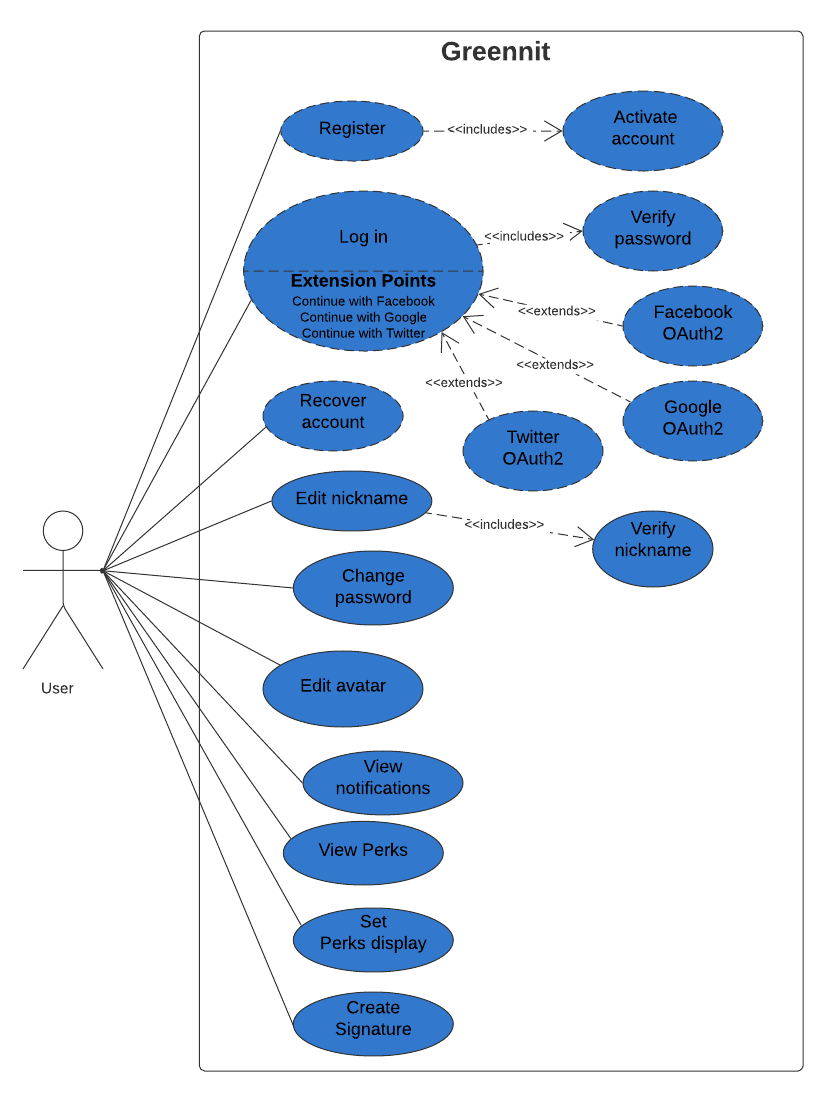 Greennit
Register
<<includes>>
Activate
account
Log in
Extension Points
Continue with Facebook
Continue with Google
Continue with Twitter
<<includes>>
Verify
password
<<extends>>
Facebook
OAuth2
<<extends>>
Google
OAuth2
<<extends>>
Twitter
OAuth2
Recover
account
Edit nickname
<<includes>>
Verify
nickname
Change
password
User
Edit avatar
View
notifications
View Perks
Set
Perks display
Create
Signature